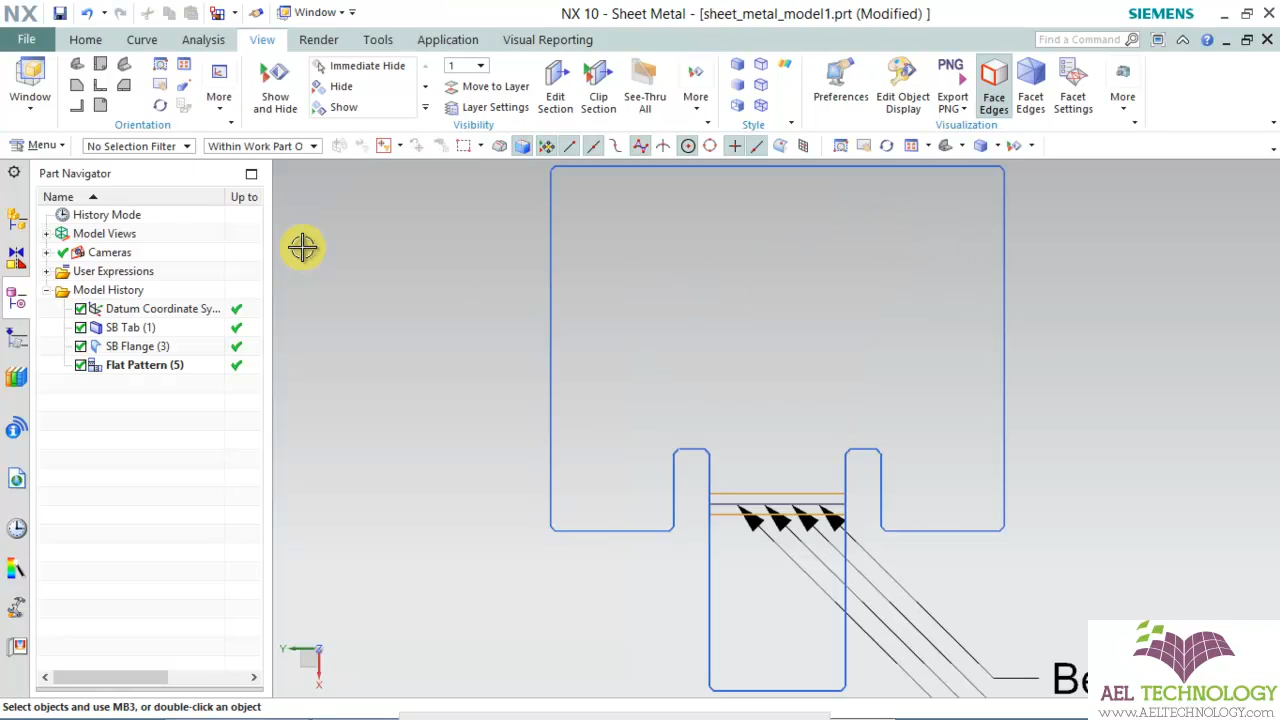 NX
Window
NX 10 - Sheet Metal - [sheet_metal_model1.prt (Modified) ]
SIEMENS
File
Home
Curve
Analysis
View
Render
Tools
Application
Visual Reporting
Find a Command
Window
More
Orientation
Show and Hide
Immediate Hide
Hide
Show
1
Move to Layer
Layer Settings
Edit Section
Clip Section
See-Thru All
More
Visibility
Style
Preferences
Edit Object Display
PNG
Export PNG
Face Edges
Facet Edges
Facet Settings
More
Visualization
Menu
No Selection Filter
Within Work Part O
Part Navigator
Name
Up to
History Mode
Model Views
Cameras
User Expressions
Model History
Datum Coordinate Sy...
SB Tab (1)
SB Flange (3)
Flat Pattern (5)
Y
Z
X
Be
Select objects and use MB3, or double-click an object
AEL TECHNOLOGY
www.AELTECHNOLOGY.com